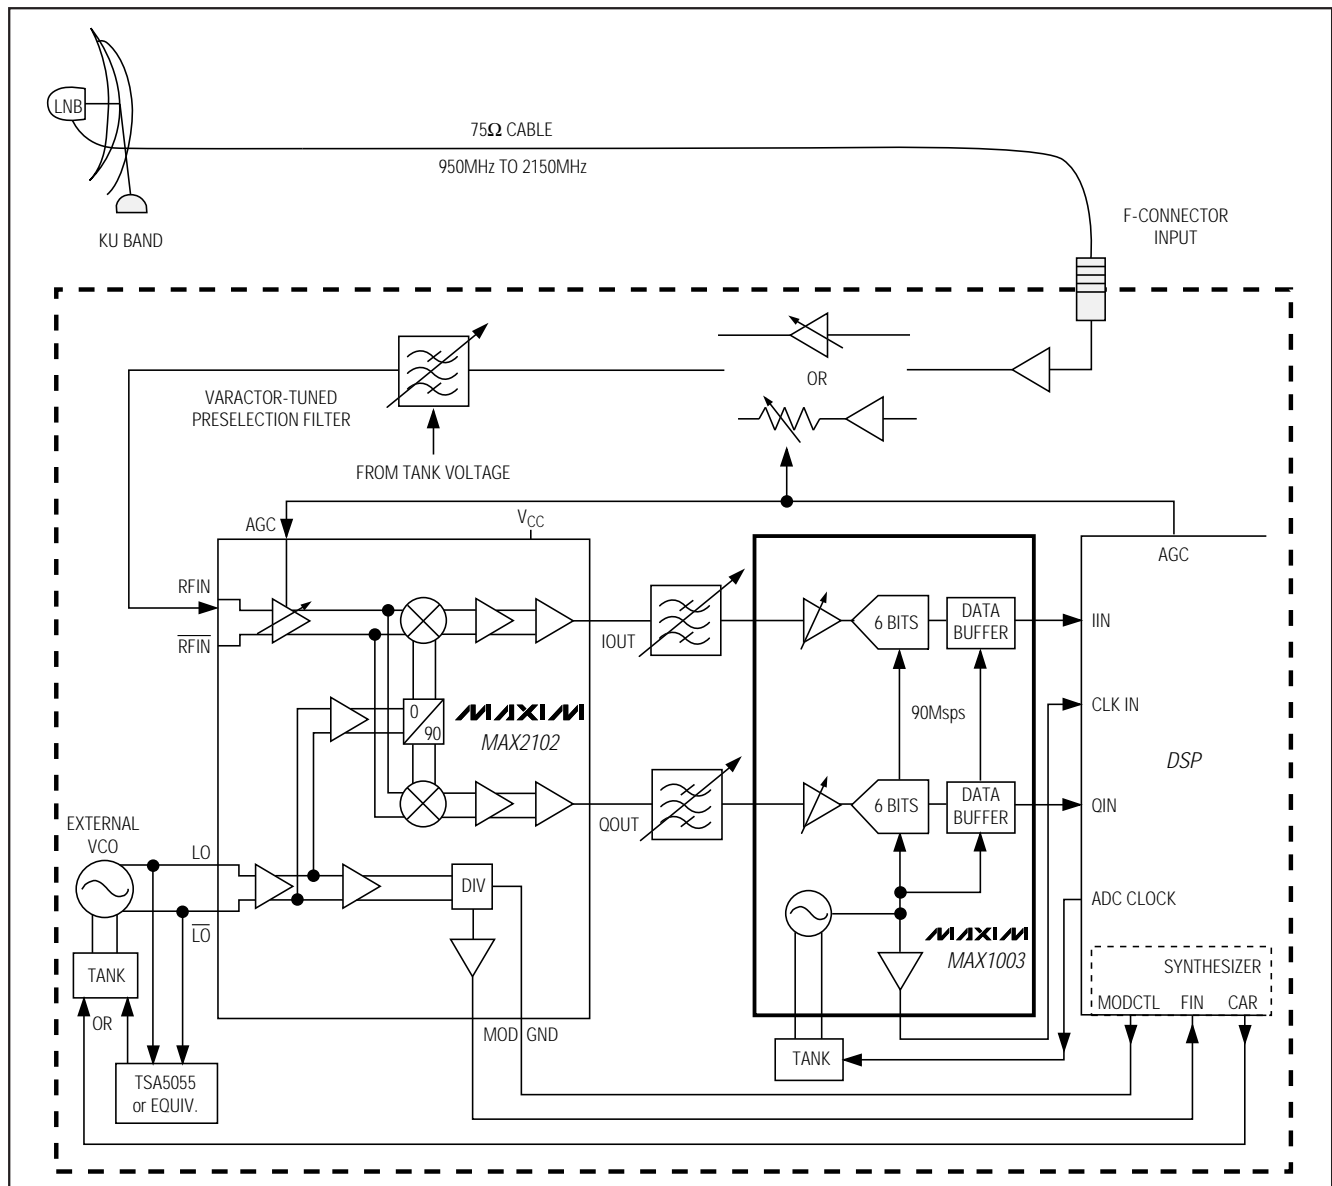 LNB
75Ω CABLE
950MHz TO 2150MHz
KU BAND
F-CONNECTOR
INPUT
OR
VARACTOR-TUNED
PRESELECTION FILTER
FROM TANK VOLTAGE
AGC
VCC
AGC
RFIN
RFIN
IOUT
6 BITS
DATA
BUFFER
IIN
0
90
MAXIM
MAX2102
90Msps
CLK IN
DSP
QOUT
6 BITS
DATA
BUFFER
QIN
EXTERNAL
VCO
LO
LO
DIV
ADC CLOCK
MAXIM
MAX1003
TANK
OR
SYNTHESIZER
MODCTL
FIN
CAR
MOD
GND
TANK
TSA5055
or EQUIV.